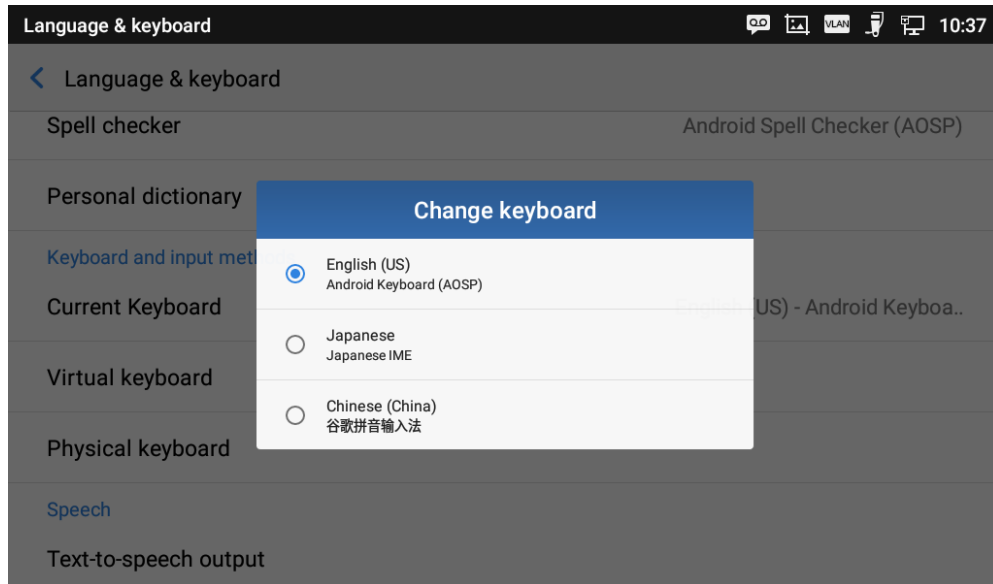 Language & keyboard
VLAN
10:37
Language & keyboard
Spell checker
Android Spell Checker (AOSP)
Personal dictionary
Change keyboard
Keyboard and input
English (US)
Android Keyboard (AOSP)
Current Keyboard
(US) - Android Keyboa..
Japanese
Japanese IME
Virtual keyboard
Chinese (China)
谷歌拼音输入法
Physical keyboard
Speech
Text-to-speech output